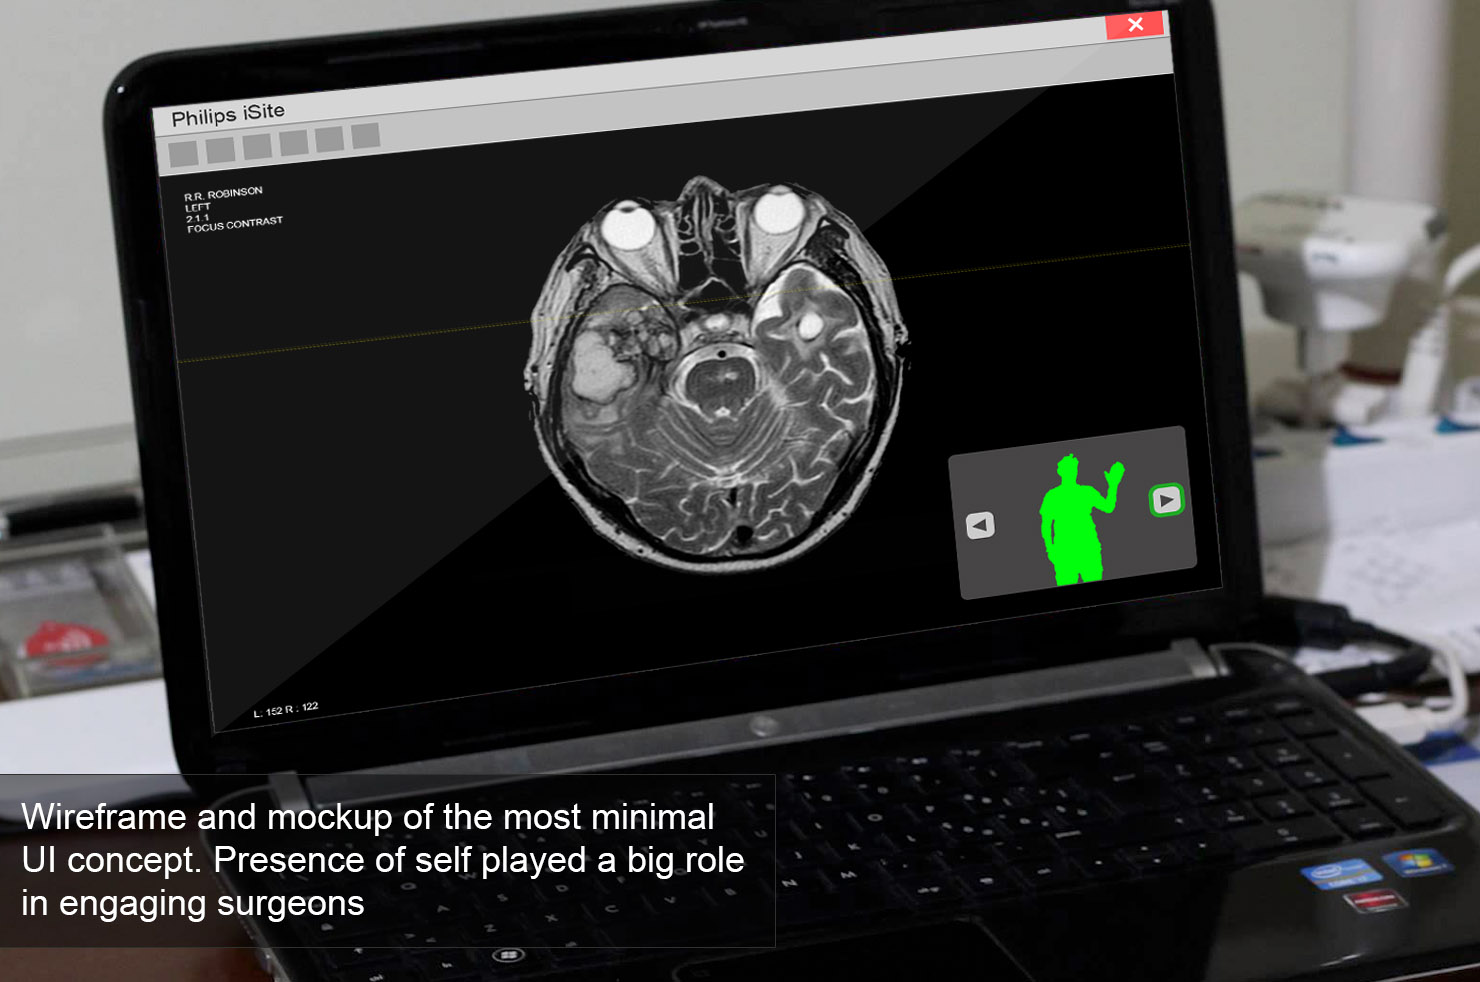 Philips iSite
R.R. ROBINSON
LEFT
2.1.1
FOCUS CONTRAST
L: 152 R : 122
Wireframe and mockup of the most minimal
UI concept. Presence of self played a big role
in engaging surgeons